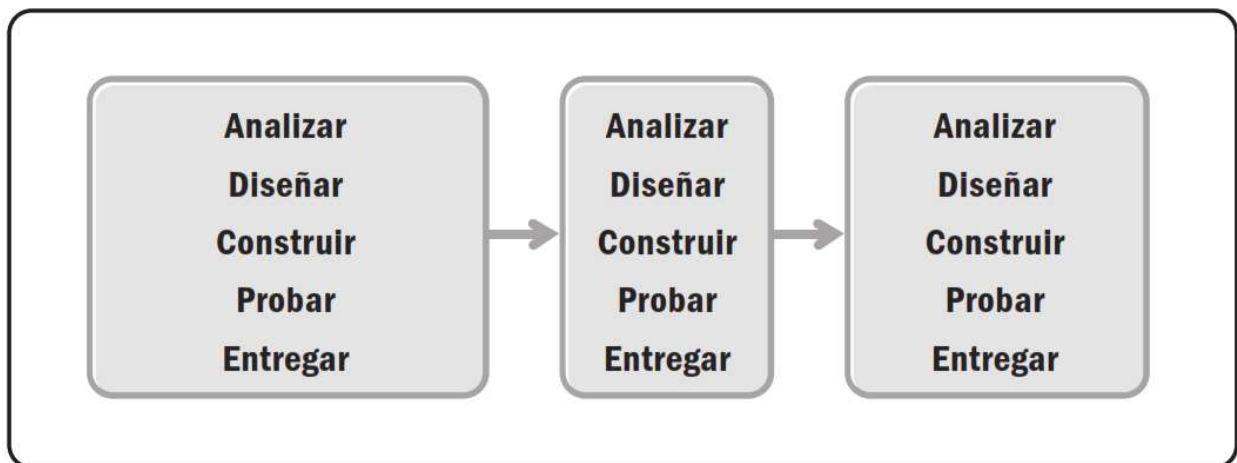 Analizar
Diseñar
Construir
Probar
Entregar
Analizar
Diseñar
Construir
Probar
Entregar
Analizar
Diseñar
Construir
Probar
Entregar